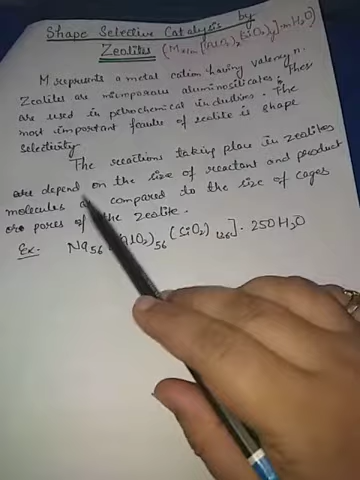 Shape Selective Catalysis by
Zeolites (Mx/m [(AlO2)x(SiO2)y]·mH2O)
M represents a metal cation having valency n.
Zeolites are microporous aluminosilicates. They
are used in petrochemical industries. The
most important feature of zeolite is shape
selectivity
The reactions taking place in zeolites
are depend on the size of reactant and product
molecules as compared to the size of cages
or pores of the zeolite.
Ex. Na56 [(AlO2)56 (SiO2)136]·250H2O